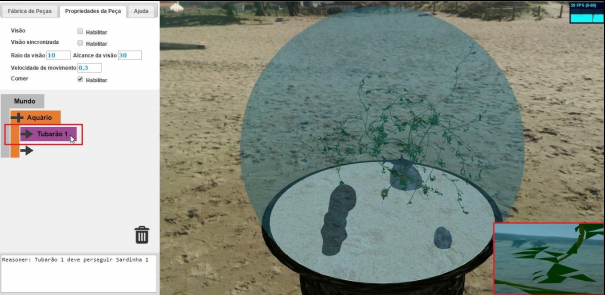 Fábrica de Peças Propriedades da Peça Ajuda
Visão Habilitar
Visão sincronizada Habilitar
Raio da visão 10 Alcance da visão 30
Velocidade de movimento 0,3
Comer Habilitar
Mundo
Aquário
Tubarão 1
Reasoner: Tubarão 1 deve perseguir Sardinha 1